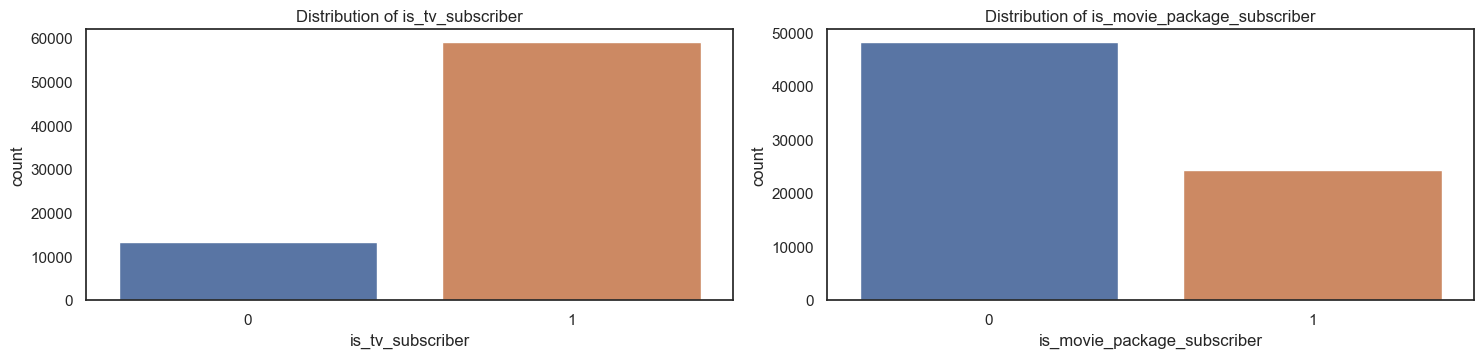 Distribution of is_tv_subscriber
60000
50000
40000
30000
20000
10000
0
count
0 1
is_tv_subscriber
Distribution of is_movie_package_subscriber
50000
40000
30000
20000
10000
0
count
0 1
is_movie_package_subscriber